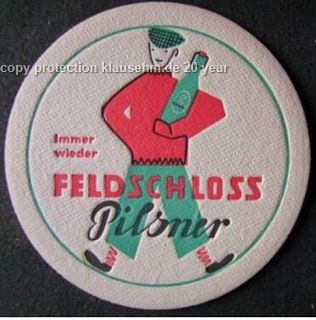 copy protection klausehm.de 20 year
Immer
wieder
FELDSCHLOSS
Pilsner